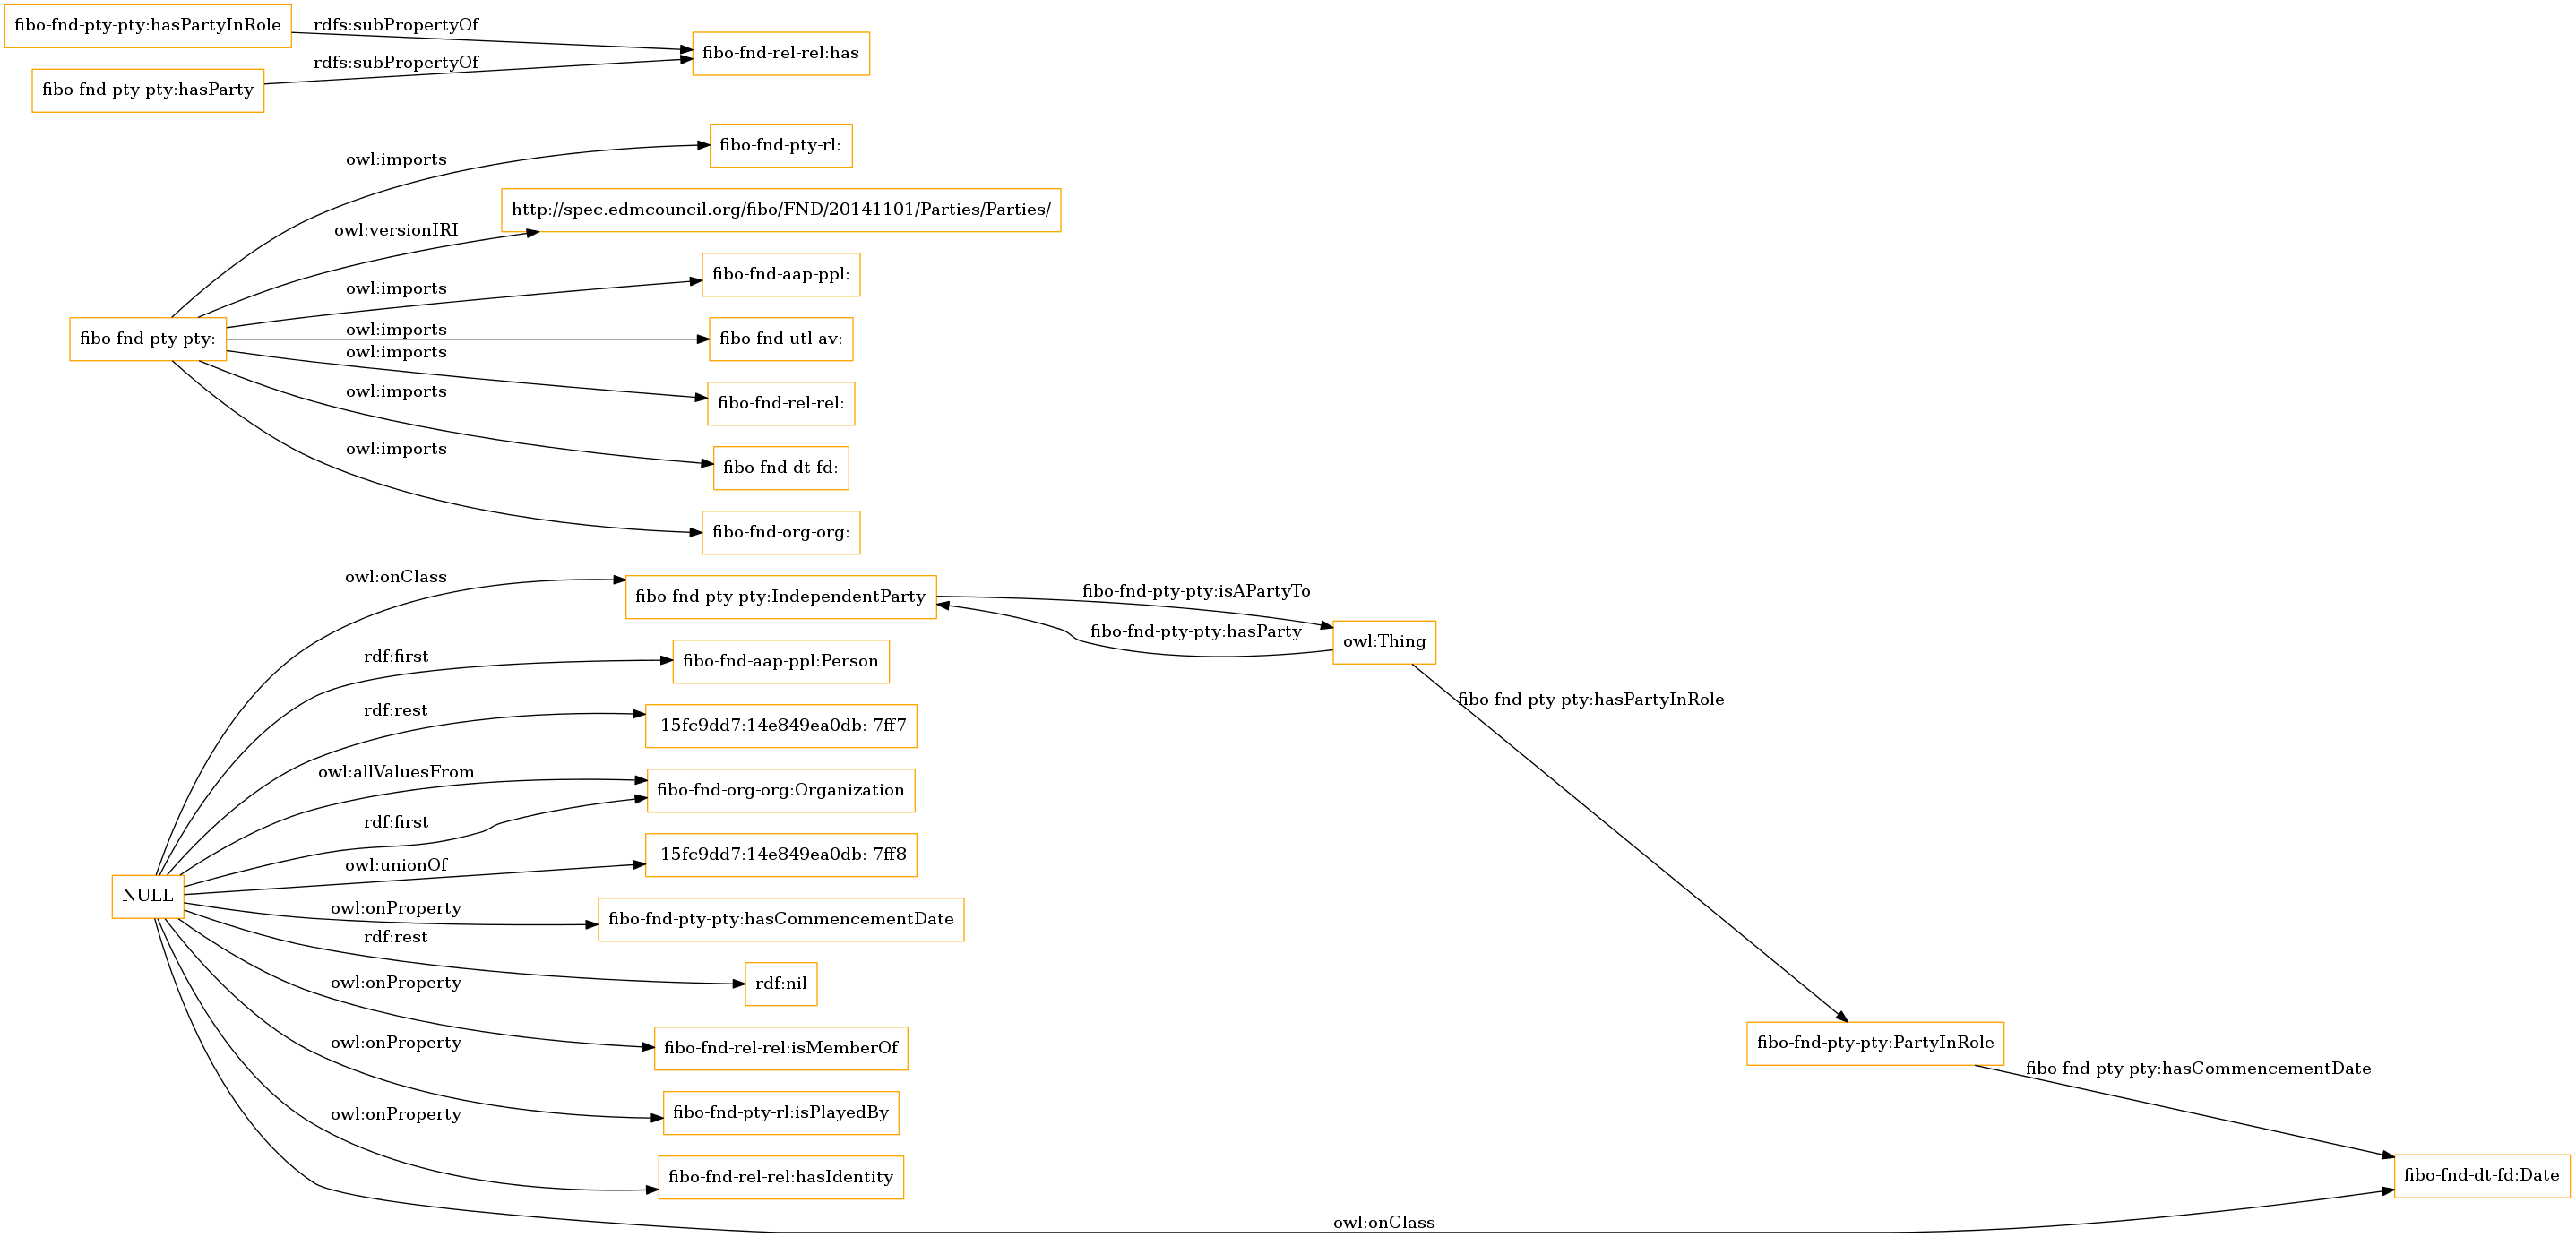 fibo-fnd-pty-pty:hasPartyInRole
rdfs:subPropertyOf
fibo-fnd-rel-rel:has
rdfs:subPropertyOf
fibo-fnd-pty-pty:hasParty
fibo-fnd-pty-rl:
owl:imports
http://spec.edmcouncil.org/fibo/FND/20141101/Parties/Parties/
owl:versionIRI
fibo-fnd-aap-ppl:
owl:imports
fibo-fnd-pty-pty:
owl:imports
fibo-fnd-utl-av:
owl:imports
fibo-fnd-rel-rel:
owl:imports
fibo-fnd-dt-fd:
owl:imports
fibo-fnd-org-org:
owl:onClass
fibo-fnd-pty-pty:IndependentParty
fibo-fnd-pty-pty:isAPartyTo
fibo-fnd-pty-pty:hasParty
owl:Thing
rdf:first
fibo-fnd-aap-ppl:Person
fibo-fnd-pty-pty:hasPartyInRole
rdf:rest
-15fc9dd7:14e849ea0db:-7ff7
owl:allValuesFrom
fibo-fnd-org-org:Organization
rdf:first
-15fc9dd7:14e849ea0db:-7ff8
owl:unionOf
NULL
owl:onProperty
fibo-fnd-pty-pty:hasCommencementDate
rdf:rest
rdf:nil
owl:onProperty
fibo-fnd-rel-rel:isMemberOf
fibo-fnd-pty-pty:PartyInRole
owl:onProperty
fibo-fnd-pty-pty:hasCommencementDate
fibo-fnd-pty-rl:isPlayedBy
owl:onProperty
fibo-fnd-rel-rel:hasIdentity
fibo-fnd-dt-fd:Date
owl:onClass